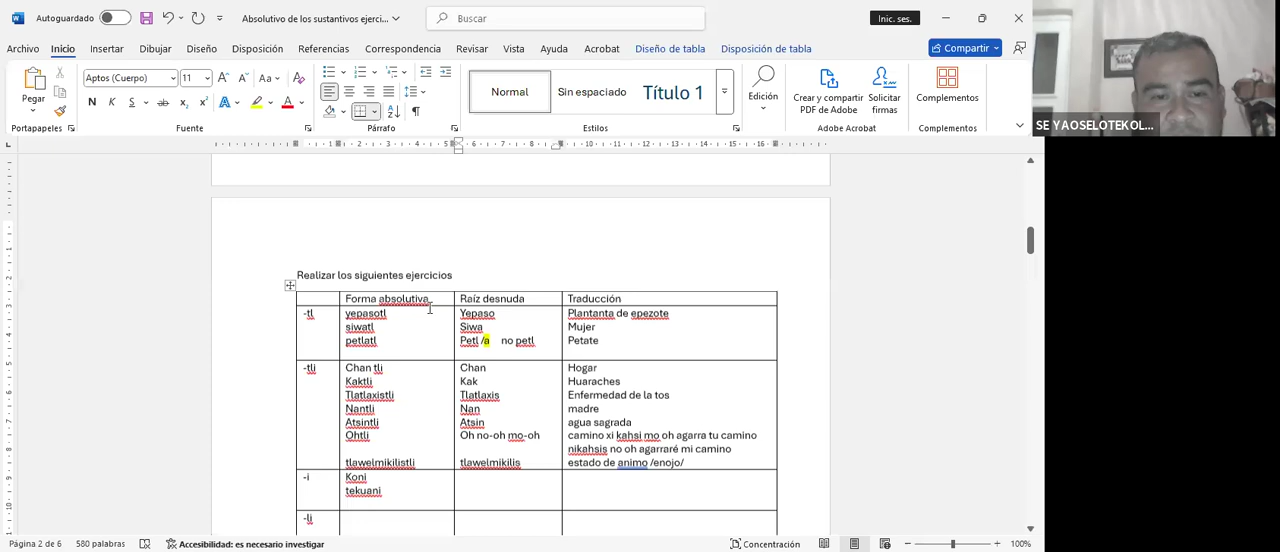 Autoguardado
Absolutivo de los sustantivos ejerci...
Buscar
Inic. ses.
Archivo Inicio Insertar Dibujar Diseño Disposición Referencias Correspondencia Revisar Vista Ayuda Acrobat Diseño de tabla Disposición de tabla
Compartir
Pegar
Aptos (Cuerpo) 11
Normal
Sin espaciado
Título 1
Edición
Crear y compartir PDF de Adobe
Solicitar firmas
Complementos
Portapapeles Fuente Párrafo Estilos Adobe Acrobat Complementos
SE YAOSELOTEKOL...
Realizar los siguientes ejercicios
Forma absolutiva Raíz desnuda Traducción
-tl yepasotl Yepaso Plantanta de epezote
siwatl Siwa Mujer
petlatl Petl /a no petl Petate
-tli Chan tli Chan Hogar
Kaktli Kak Huaraches
Tlatlaxistli Tlatlaxis Enfermedad de la tos
Nantli Nan madre
Atsintli Atsin agua sagrada
Ohtli Oh no-oh mo-oh camino xi kahsi mo oh agarra tu camino
nikahsis no oh agarraré mi camino
tlawelmikilistli tlawelmikilis estado de animo /enojo/
-i Koni
tekuani
-li
Página 2 de 6 580 palabras Accesibilidad: es necesario investigar Concentración 100%